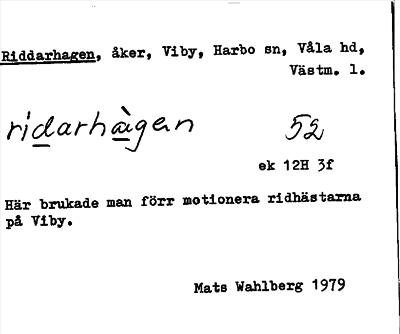 Riddarhagen, åker, Viby, Harbo sn, Våla hd,
Västm. l.
ridarhàgen 52
ek 12H 3f
Här brukade man förr motionera ridhästarna
på Viby.
Mats Wahlberg 1979